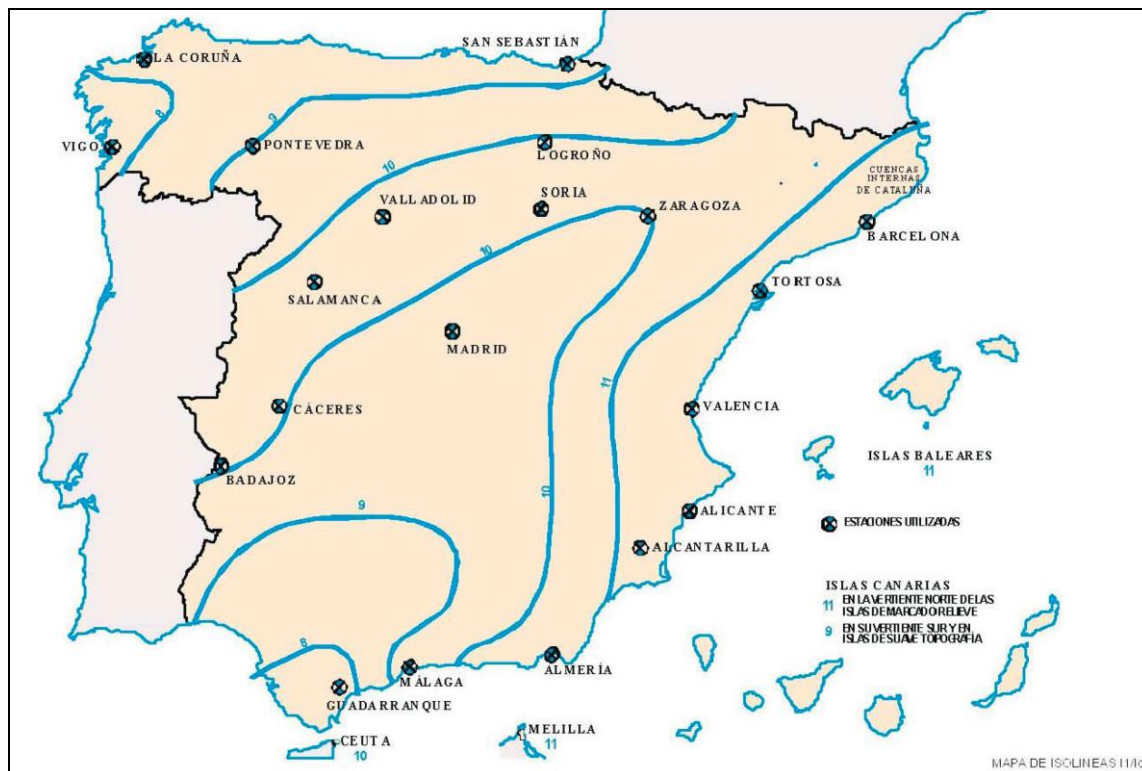 SAN SEBASTIÁN
LA CORUÑA
8
9
VIGO
PONTEVEDRA
LOGROÑO
10
CUENCAS
INTERNAS
DE CATALUÑA
VALLADOLID
SORIA
ZARAGOZA
BARCELONA
10
SALAMANCA
TORTOSA
MADRID
11
CÁCERES
VALENCIA
BADAJOZ
ISLAS BALEARES
11
9
10
ALICANTE
ESTACIONES UTILIZADAS
ALCANTARILLA
ISLAS CANARIAS
11 EN LA VERTIENTE NORTE DE LAS
ISLAS DE MARCADO RELIEVE
9 EN SU VERTIENTE SUR Y EN
ISLAS DE SUAVE TOPOGRAFÍA
8
MÁLAGA
ALMERÍA
GUADARRANQUE
CEUTA
10
MELILLA
11
MAPA DE ISOLINEAS